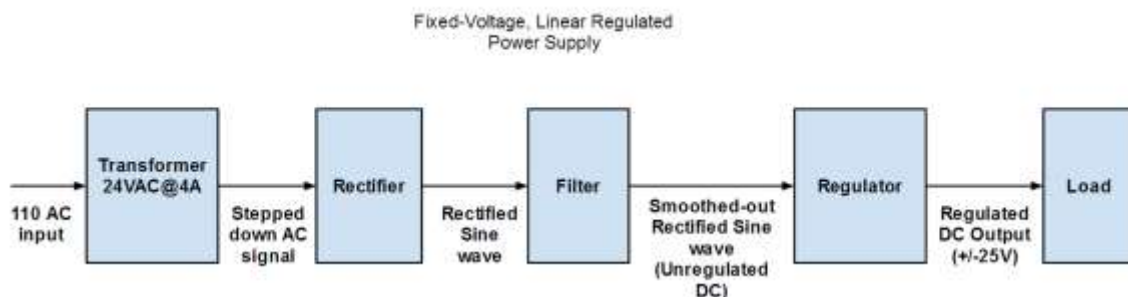 Fixed-Voltage, Linear Regulated
Power Supply
Transformer
24VAC@4A
Rectifier
Filter
Regulator
Load
110 AC
input
Stepped
down AC
signal
Rectified
Sine
wave
Smoothed-out
Rectified Sine
wave
(Unregulated
DC)
Regulated
DC Output
(+/-25V)